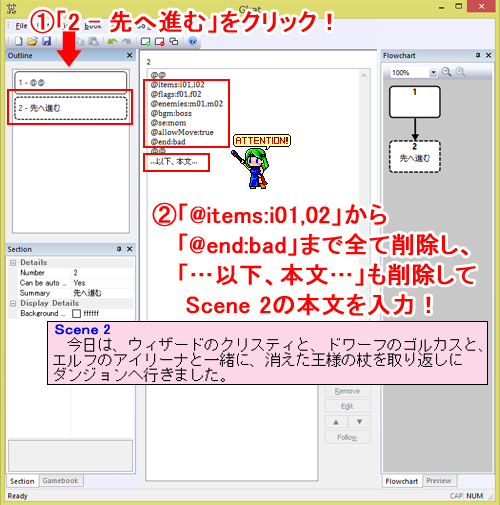 Ghat
①「2 – 先へ進む」をクリック！
Outline
1 - @@
2 - 先へ進む
2
@@
@items:i01,i02
@flags:f01,f02
@enemies:m01,m02
@bgm:boss
@se:mom
@allowMove:true
@end:bad
@@
…以下、本文…
ATTENTION!
Flowchart
100%
1
2
先へ進む
②「@items:i01,02」から
「@end:bad」まで全て削除し、
「…以下、本文…」も削除して
Scene 2の本文を入力！
Section
Details
Number 2
Can be auto ... Yes
Summary 先へ進む
Display Details
Background ... ffffff
Scene 2
今日は、ウィザードのクリスティと、ドワーフのゴルカスと、
エルフのアイリーナと一緒に、消えた王様の杖を取り返しに
ダンジョンへ行きました。
Remove
Edit
Follow
Section Gamebook
Flowchart Preview
Ready
CAP NUM